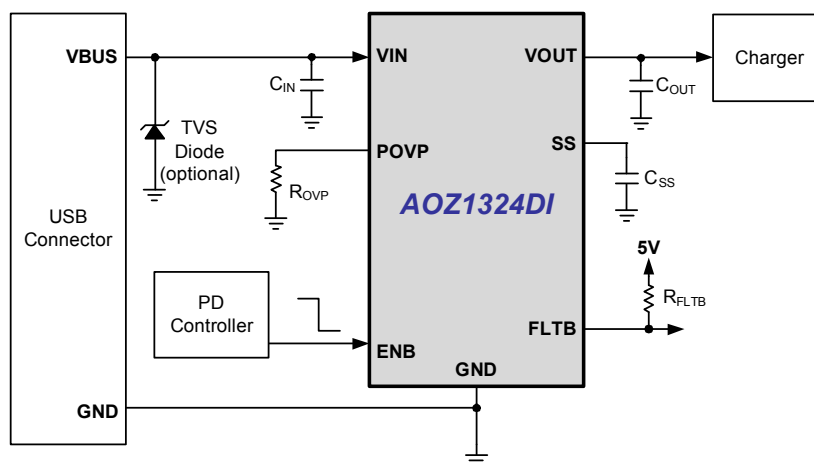 VBUS
VIN
VOUT
Charger
CIN
COUT
TVS
Diode
(optional)
POVP
SS
ROVP
CSS
AOZ1324DI
USB
Connector
5V
PD
Controller
RFLTB
FLTB
ENB
GND
GND